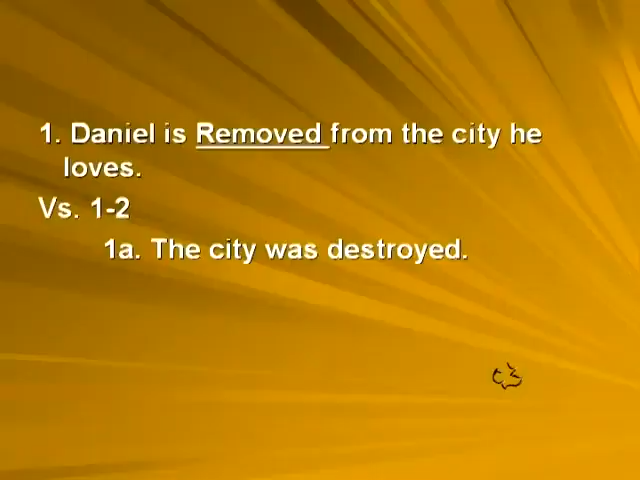 1. Daniel is Removed from the city he
loves.
Vs. 1-2
1a. The city was destroyed.